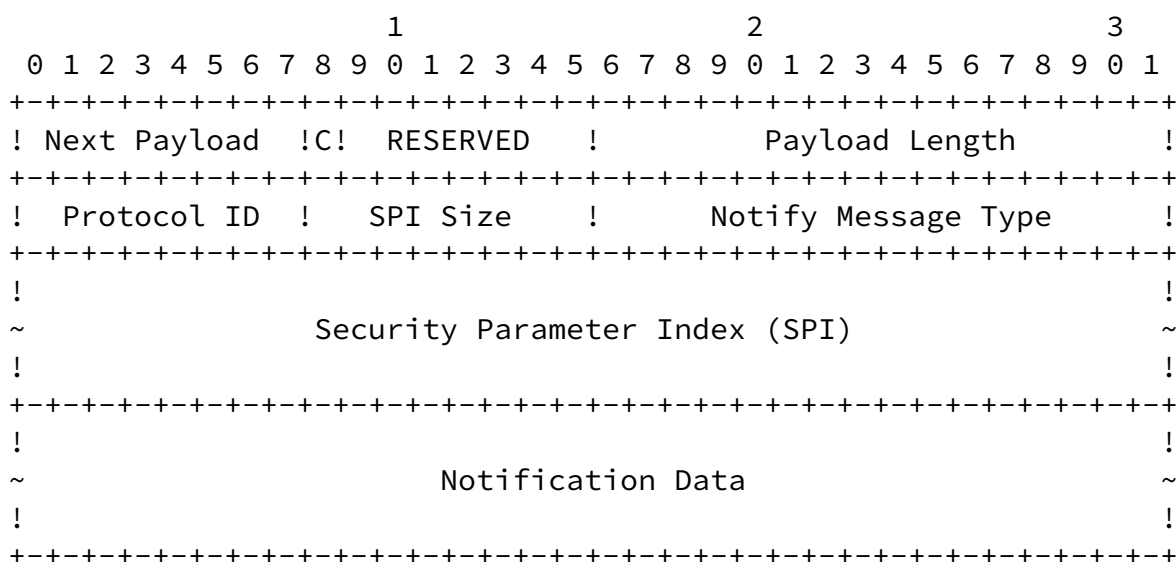 1                   2                   3
 0 1 2 3 4 5 6 7 8 9 0 1 2 3 4 5 6 7 8 9 0 1 2 3 4 5 6 7 8 9 0 1
+-+-+-+-+-+-+-+-+-+-+-+-+-+-+-+-+-+-+-+-+-+-+-+-+-+-+-+-+-+-+-+-+
! Next Payload  !C!  RESERVED   !         Payload Length        !
+-+-+-+-+-+-+-+-+-+-+-+-+-+-+-+-+-+-+-+-+-+-+-+-+-+-+-+-+-+-+-+-+
!  Protocol ID  !   SPI Size    !      Notify Message Type      !
+-+-+-+-+-+-+-+-+-+-+-+-+-+-+-+-+-+-+-+-+-+-+-+-+-+-+-+-+-+-+-+-+
!                                                               !
~                Security Parameter Index (SPI)                 ~
!                                                               !
+-+-+-+-+-+-+-+-+-+-+-+-+-+-+-+-+-+-+-+-+-+-+-+-+-+-+-+-+-+-+-+-+
!                                                               !
~                       Notification Data                       ~
!                                                               !
+-+-+-+-+-+-+-+-+-+-+-+-+-+-+-+-+-+-+-+-+-+-+-+-+-+-+-+-+-+-+-+-+